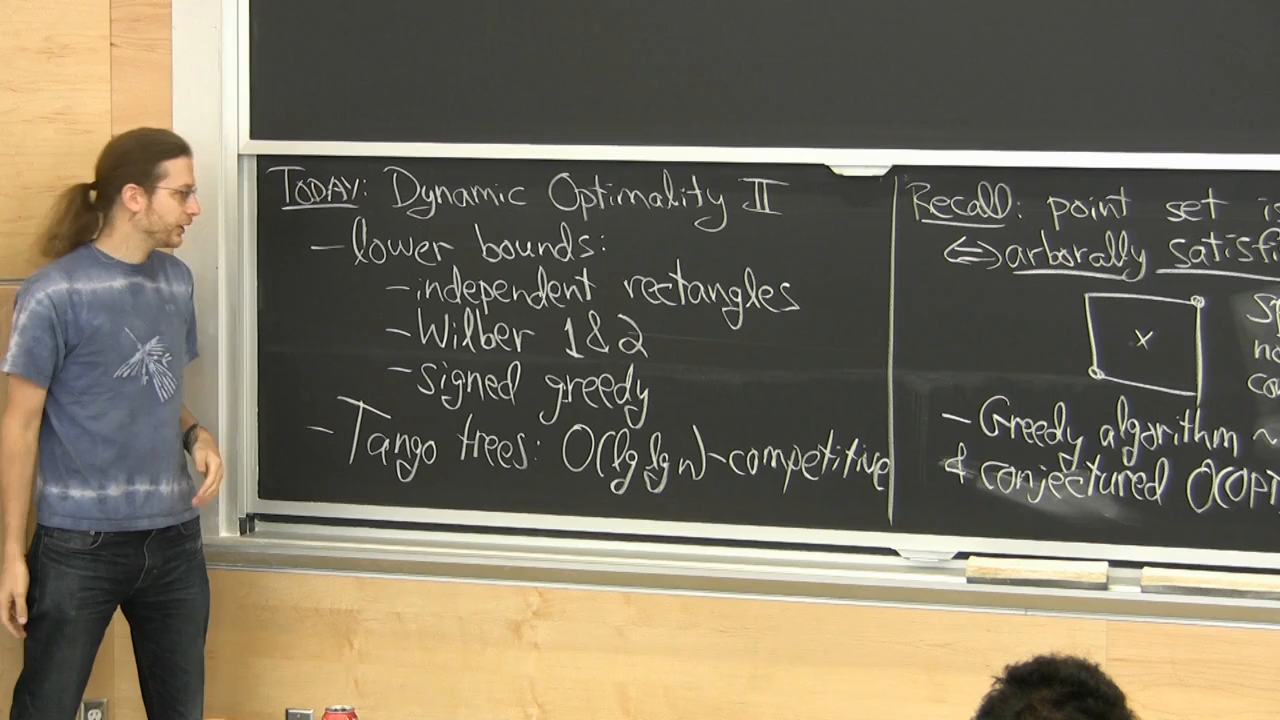 TODAY: Dynamic Optimality II
- lower bounds:
- independent rectangles
- Wilber 1 & 2
- signed greedy
- Tango trees: O(lg lg n)-competitive
Recall: point set is
⇔ arborally satisfi
x
- Greedy algorithm ~
& conjectured O(OPT